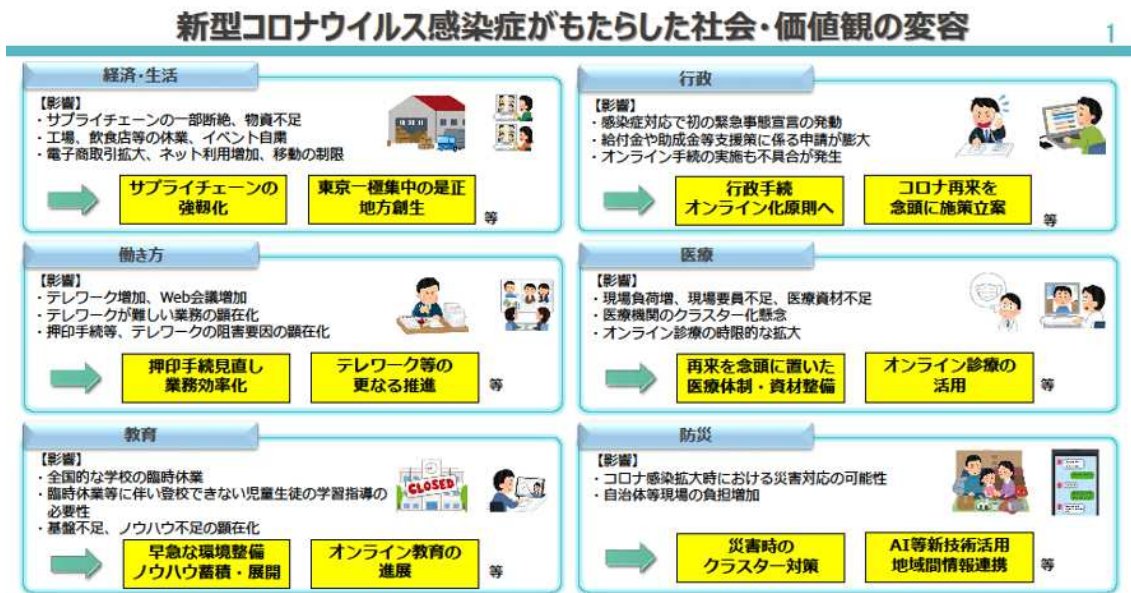 新型コロナウイルス感染症がもたらした社会・価値観の変容
1
経済・生活
【影響】
・サプライチェーンの一部断絶、物資不足
・工場、飲食店等の休業、イベント自粛
・電子商取引拡大、ネット利用増加、移動の制限
サプライチェーンの
強靱化
東京一極集中の是正
地方創生
等
行政
【影響】
・感染症対応で初の緊急事態宣言の発動
・給付金や助成金等支援策に係る申請が膨大
・オンライン手続の実施も不具合が発生
行政手続
オンライン化原則へ
コロナ再来を
念頭に施策立案
等
働き方
【影響】
・テレワーク増加、Web会議増加
・テレワークが難しい業務の顕在化
・押印手続等、テレワークの阻害要因の顕在化
押印手続見直し
業務効率化
テレワーク等の
更なる推進
等
医療
【影響】
・現場負荷増、現場要員不足、医療資材不足
・医療機関のクラスター化懸念
・オンライン診療の時限的な拡大
再来を念頭に置いた
医療体制・資材整備
オンライン診療の
活用
等
教育
【影響】
・全国的な学校の臨時休業
・臨時休業等に伴い登校できない児童生徒の学習指導の
必要性
・基盤不足、ノウハウ不足の顕在化
CLOSED
早急な環境整備
ノウハウ蓄積・展開
オンライン教育の
進展
等
防災
【影響】
・コロナ感染拡大時における災害対応の可能性
・自治体等現場の負担増加
災害時の
クラスター対策
AI等新技術活用
地域間情報連携
等